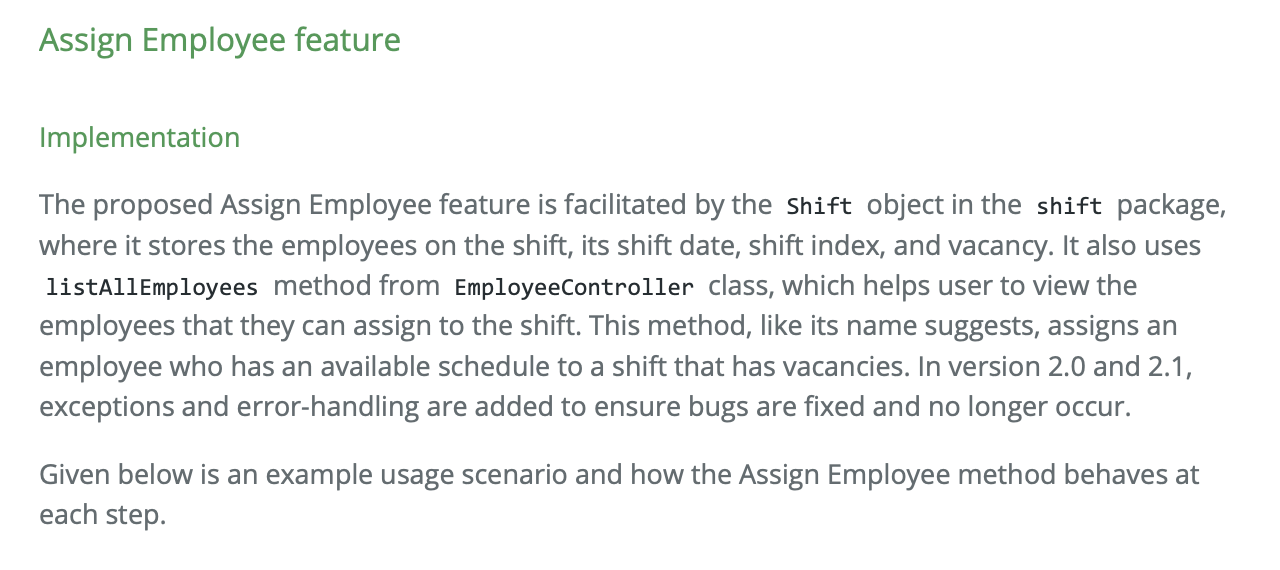 Assign Employee feature
Implementation
The proposed Assign Employee feature is facilitated by the Shift object in the shift package,
where it stores the employees on the shift, its shift date, shift index, and vacancy. It also uses
listAllEmployees method from EmployeeController class, which helps user to view the
employees that they can assign to the shift. This method, like its name suggests, assigns an
employee who has an available schedule to a shift that has vacancies. In version 2.0 and 2.1,
exceptions and error-handling are added to ensure bugs are fixed and no longer occur.
Given below is an example usage scenario and how the Assign Employee method behaves at
each step.